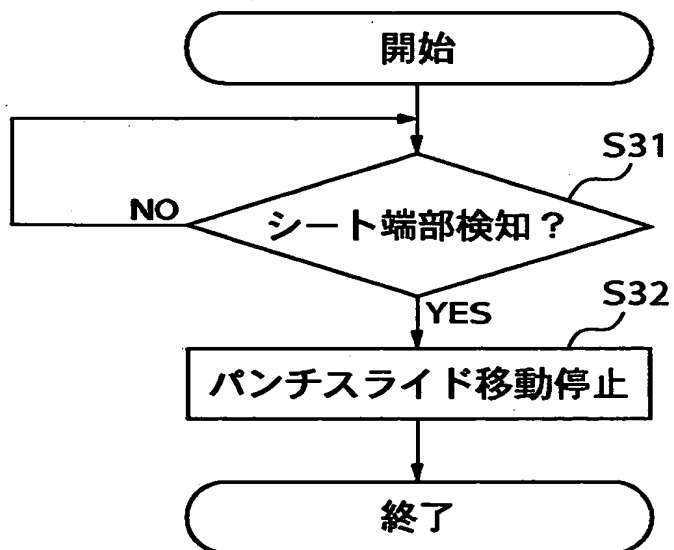 開始
S31
NO
シート端部検知？
YES
S32
パンチスライド移動停止
終了